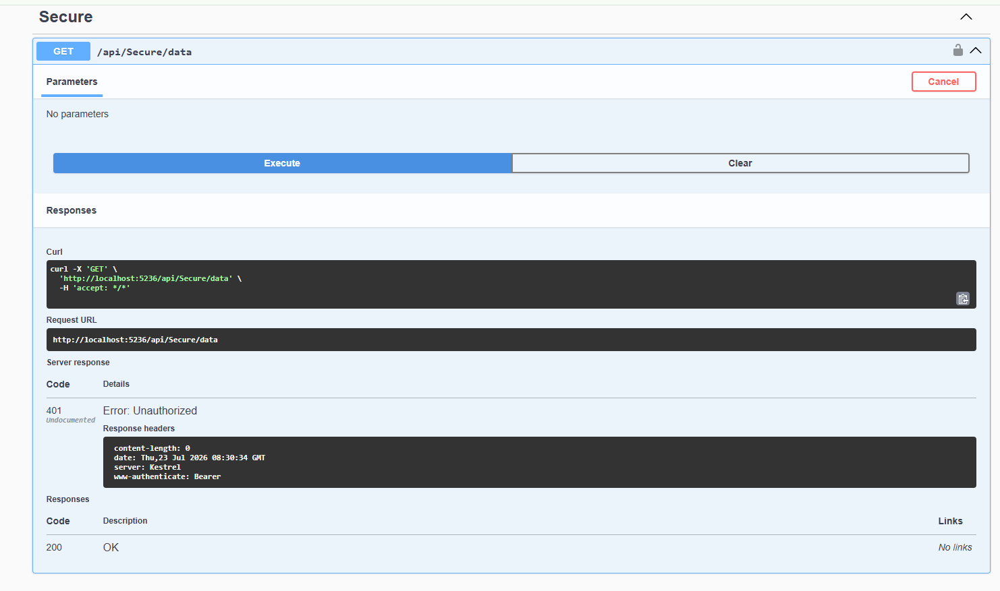 Secure
GET /api/Secure/data
Parameters
Cancel
No parameters
Execute
Clear
Responses
Curl
curl -X 'GET' \
'http://localhost:5236/api/Secure/data' \
-H 'accept: */*'
Request URL
http://localhost:5236/api/Secure/data
Server response
Code Details
401 Error: Unauthorized
Undocumented
Response headers
content-length: 0
date: Thu,23 Jul 2026 08:30:34 GMT
server: Kestrel
www-authenticate: Bearer
Responses
Code Description Links
200 OK No links